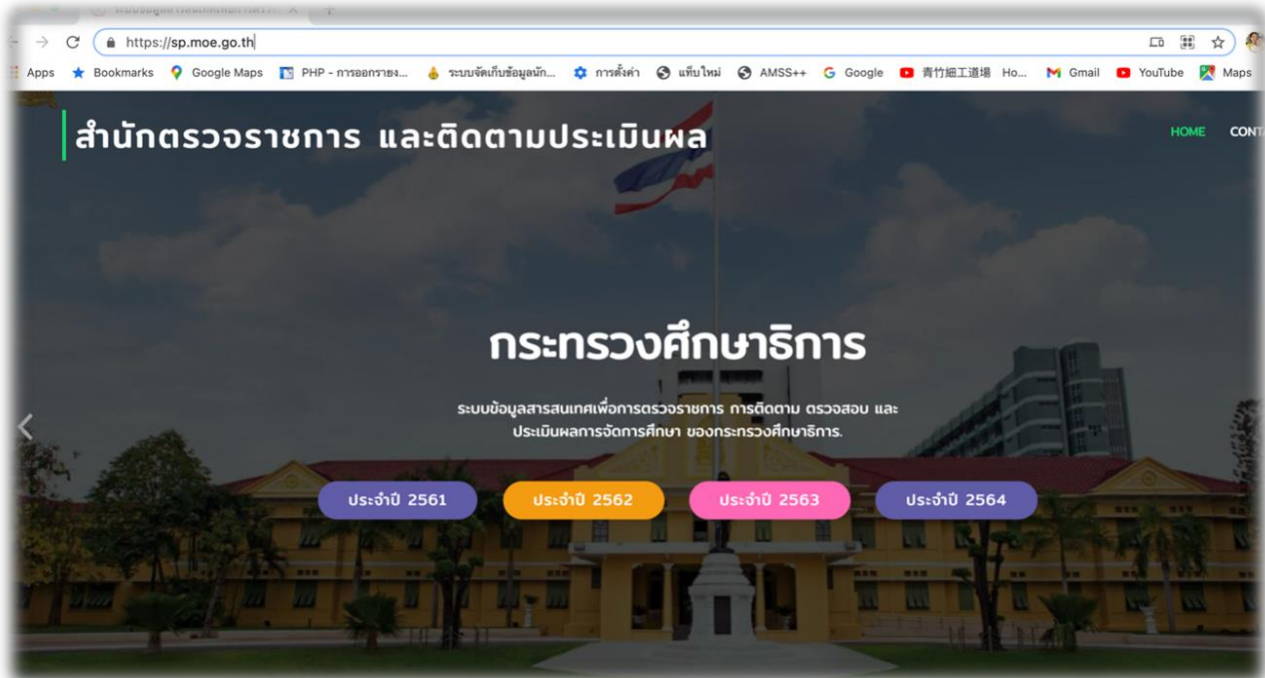 https://sp.moe.go.th
Apps Bookmarks Google Maps PHP - การออกรายง... ระบบจัดเก็บข้อมูลนัก... การตั้งค่า แท็บใหม่ AMSS++ Google 青竹細工道場 Ho... Gmail YouTube Maps
สำนักตรวจราชการ และติดตามประเมินผล
HOME CONTA
กระทรวงศึกษาธิการ
ระบบข้อมูลสารสนเทศเพื่อการตรวจราชการ การติดตาม ตรวจสอบ และ
ประเมินผลการจัดการศึกษา ของกระทรวงศึกษาธิการ.
ประจำปี 2561 ประจำปี 2562 ประจำปี 2563 ประจำปี 2564